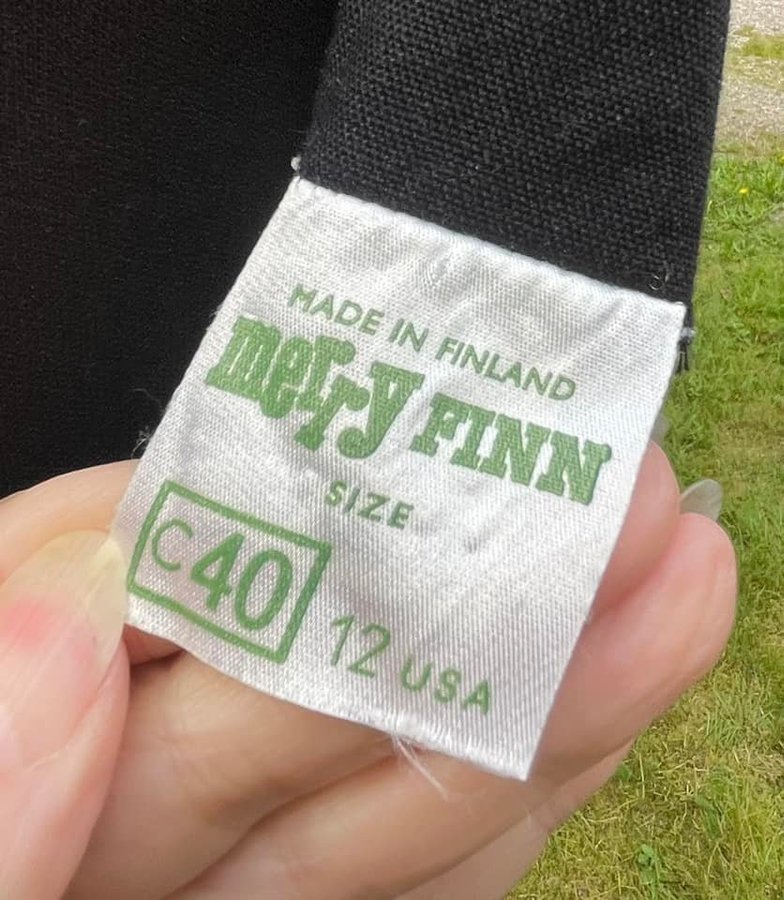 MADE IN FINLAND
merry FINN
SIZE
C40 12 USA